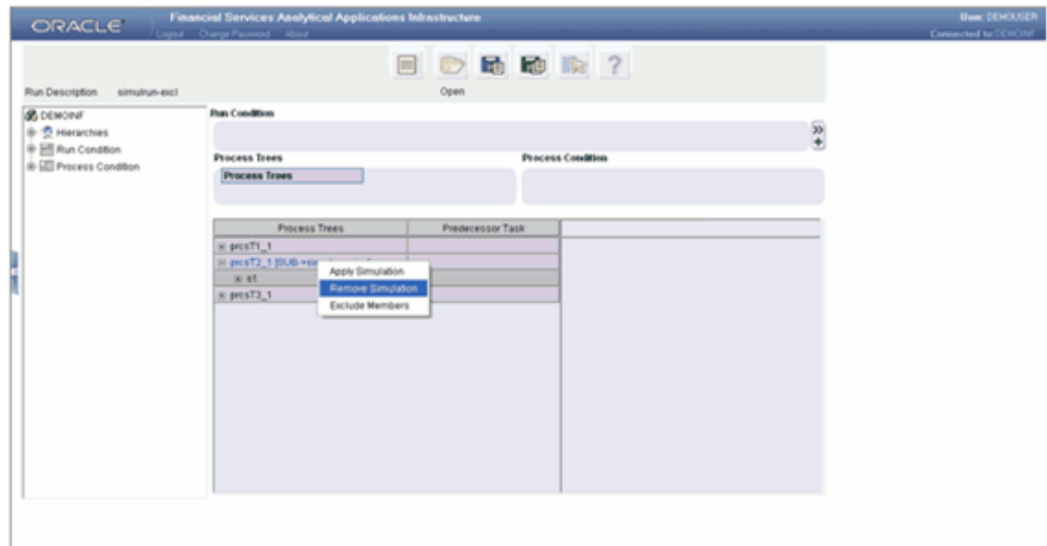 ORACLE
Financial Services Analytical Applications Infrastructure
User: DEMOUSER
Logout Change Password About
Connected to: DEMOINF
?
Run Description simulrun-excl
Open
DEMOINF
Hierarchies
Run Condition
Process Condition
Run Condition
Process Trees
Process Condition
Process Trees
Process Trees Predecessor Task
prcsT1_1
prcsT2_1 [SUB->
s1
prcsT3_1
Apply Simulation
Remove Simulation
Exclude Members